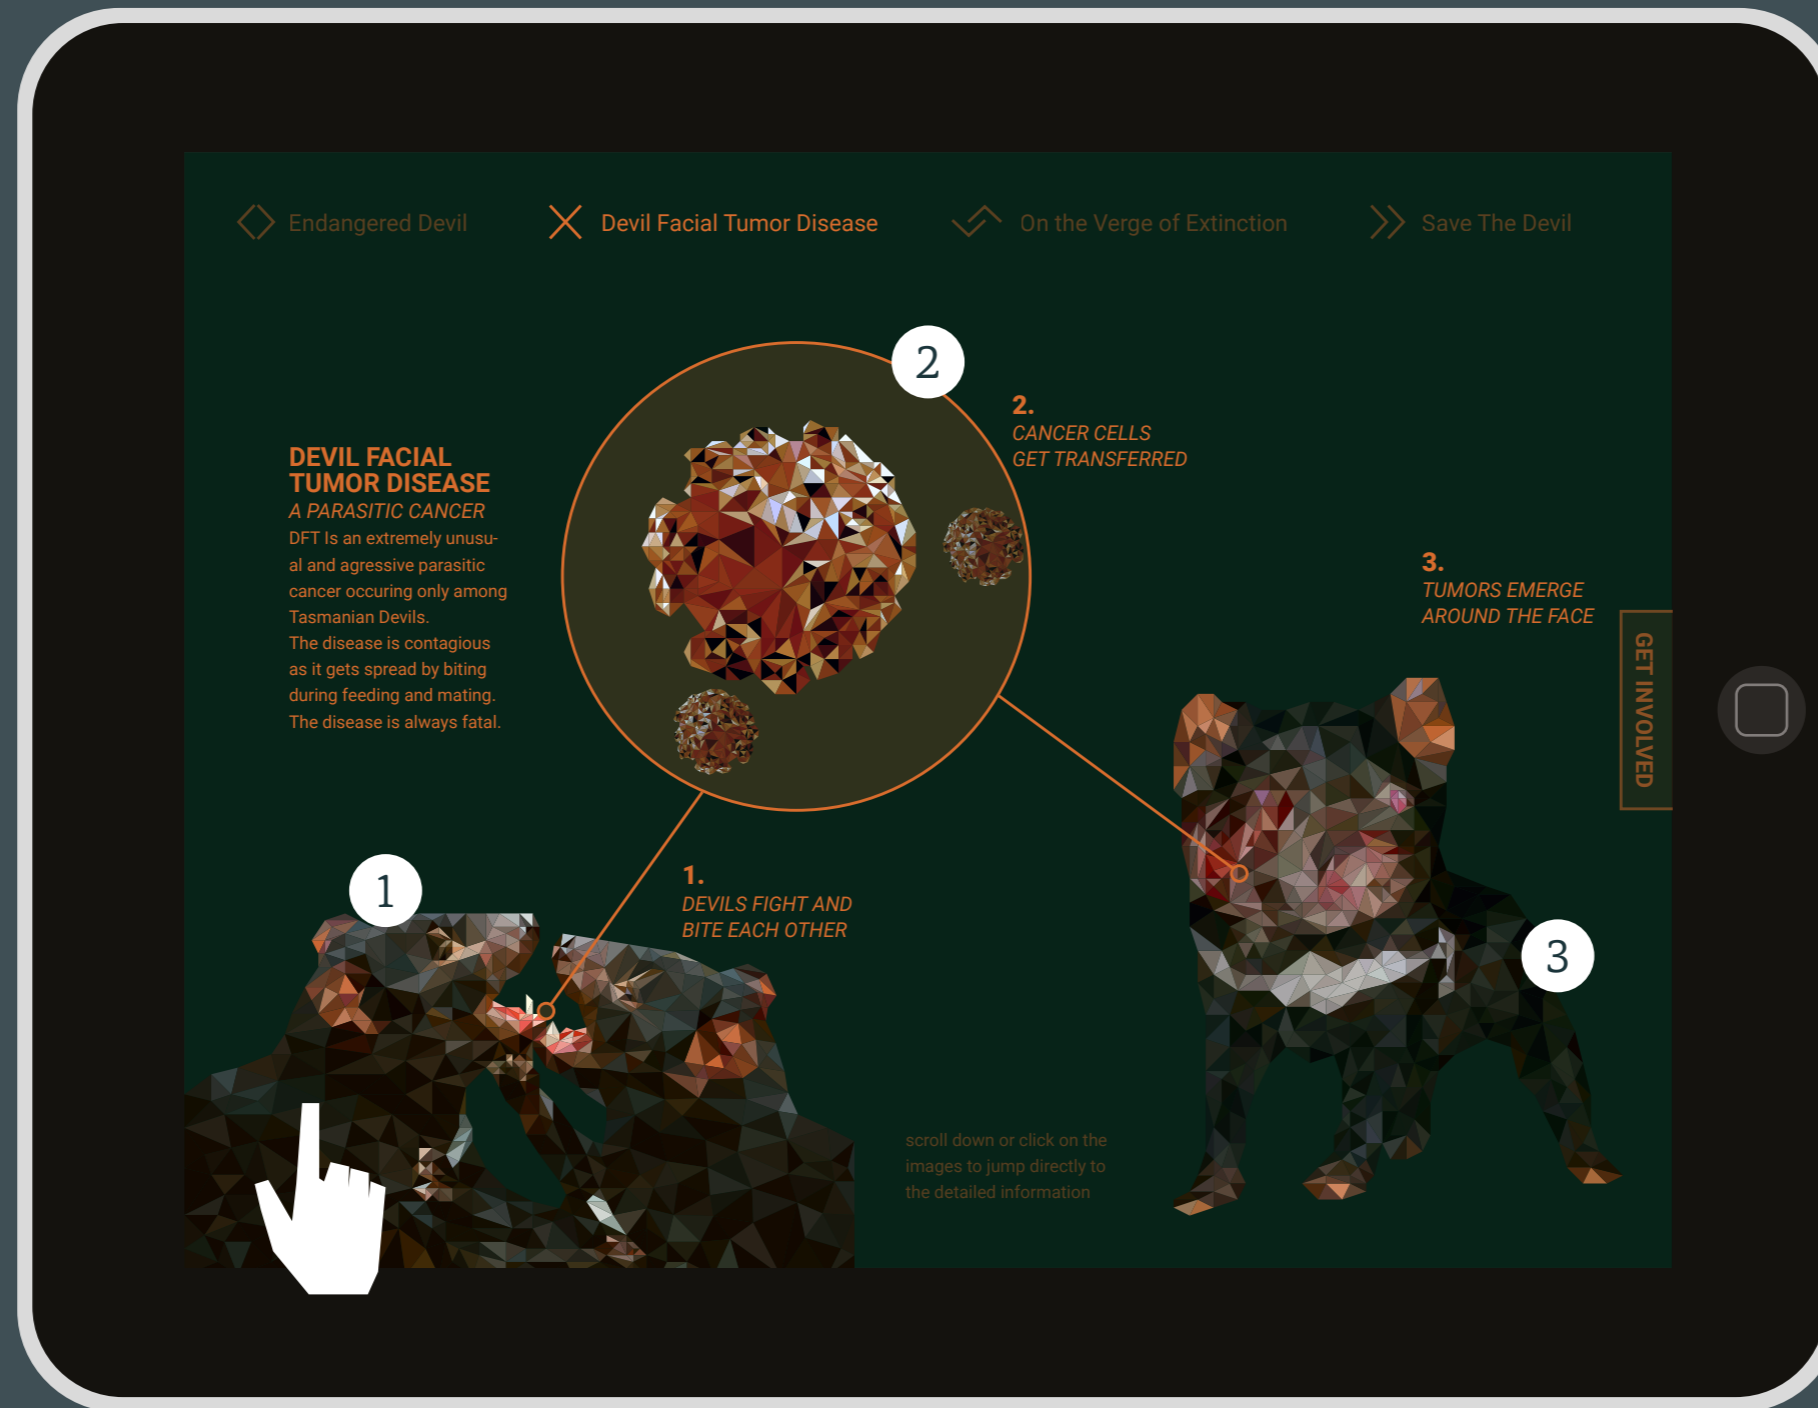 Endangered Devil
Devil Facial Tumor Disease
On the Verge of Extinction
Save The Devil
2
2.
CANCER CELLS
GET TRANSFERRED
DEVIL FACIAL
TUMOR DISEASE
A PARASITIC CANCER
DFT Is an extremely unusu-
al and agressive parasitic
cancer occuring only among
Tasmanian Devils.
The disease is contagious
as it gets spread by biting
during feeding and mating.
The disease is always fatal.
3.
TUMORS EMERGE
AROUND THE FACE
GET INVOLVED
1
1.
DEVILS FIGHT AND
BITE EACH OTHER
3
scroll down or click on the
images to jump directly to
the detailed information